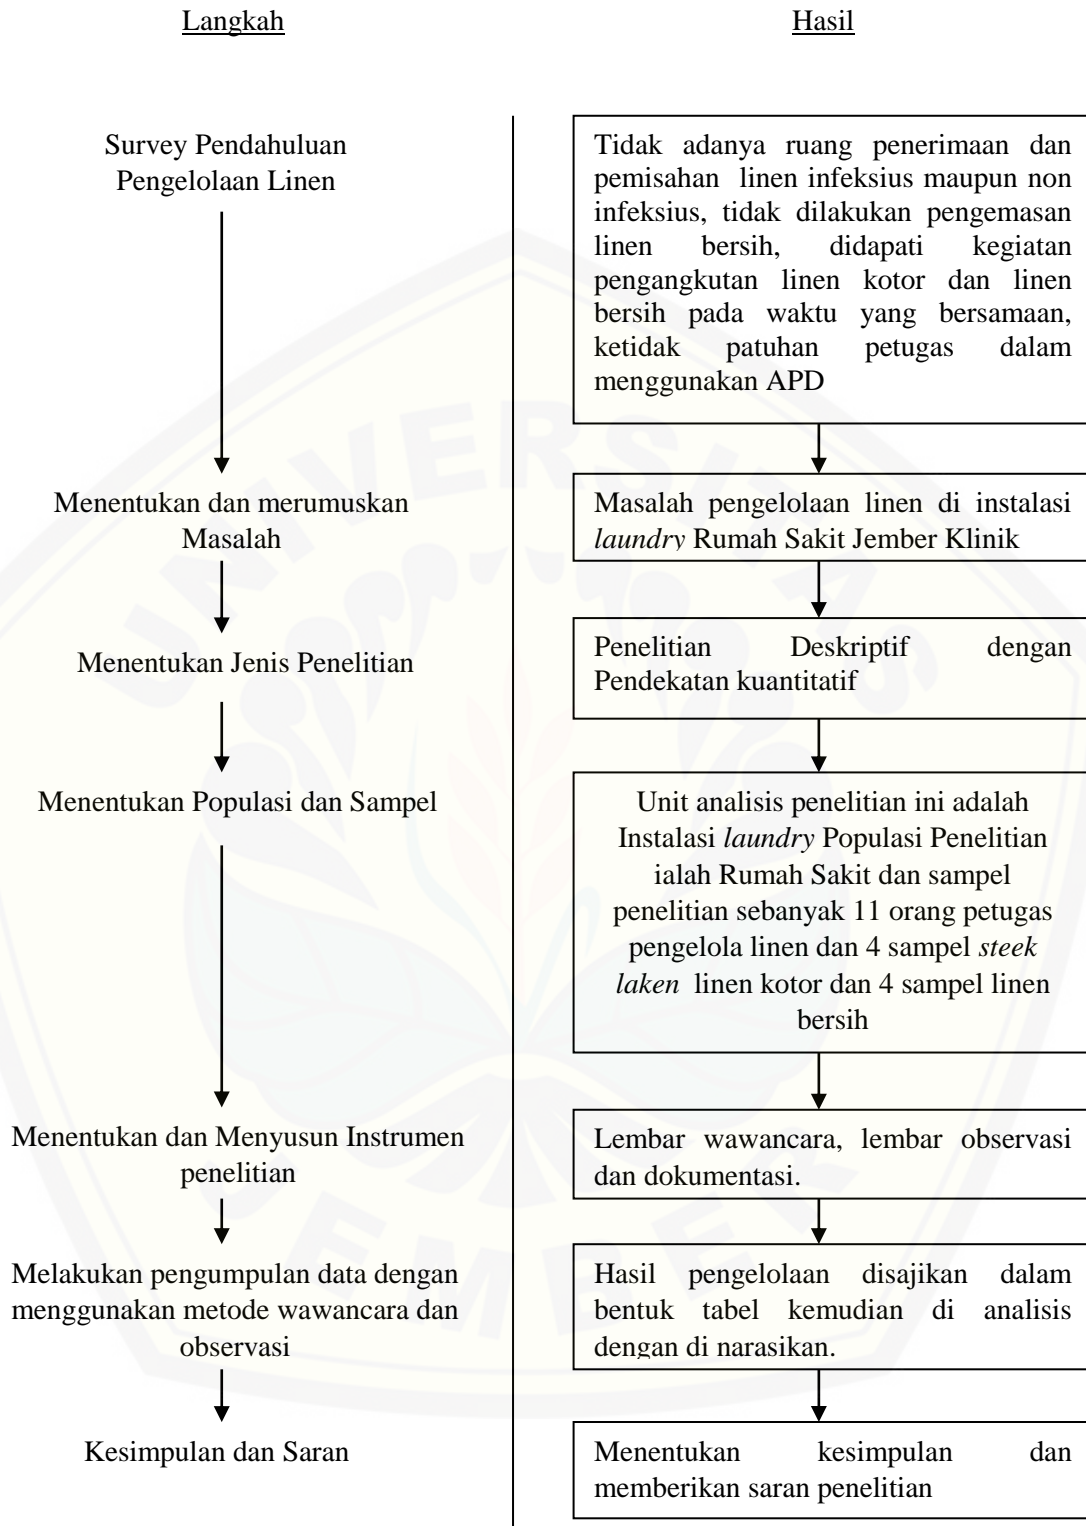 Langkah
Hasil
Survey Pendahuluan
Pengelolaan Linen
Tidak adanya ruang penerimaan dan
pemisahan linen infeksius maupun non
infeksius, tidak dilakukan pengemasan
linen bersih, didapati kegiatan
pengangkutan linen kotor dan linen
bersih pada waktu yang bersamaan,
ketidak patuhan petugas dalam
menggunakan APD
Menentukan dan merumuskan
Masalah
Masalah pengelolaan linen di instalasi
laundry Rumah Sakit Jember Klinik
Menentukan Jenis Penelitian
Penelitian Deskriptif dengan
Pendekatan kuantitatif
Menentukan Populasi dan Sampel
Unit analisis penelitian ini adalah
Instalasi laundry Populasi Penelitian
ialah Rumah Sakit dan sampel
penelitian sebanyak 11 orang petugas
pengelola linen dan 4 sampel steek
laken linen kotor dan 4 sampel linen
bersih
Menentukan dan Menyusun Instrumen
penelitian
Lembar wawancara, lembar observasi
dan dokumentasi.
Melakukan pengumpulan data dengan
menggunakan metode wawancara dan
observasi
Hasil pengelolaan disajikan dalam
bentuk tabel kemudian di analisis
dengan di narasikan.
Kesimpulan dan Saran
Menentukan kesimpulan dan
memberikan saran penelitian
UNIVERSITAS
JEMBER